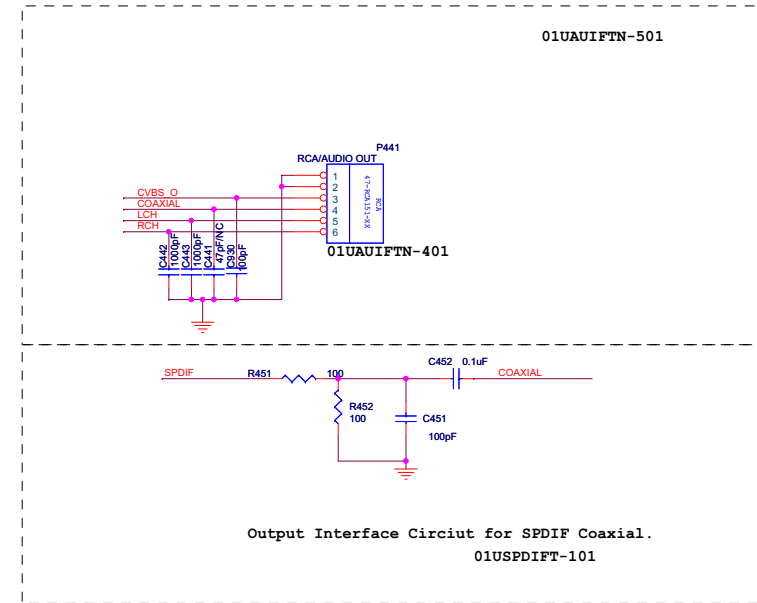 01UAUIFTN-501
P441
RCA/AUDIO OUT
1
2
3
4
5
6
RCA
47-RCA151-XX
CVBS_O
COAXIAL
LCH
RCH
01UAUIFTN-401
C442
1000pF
C443
1000pF
C441
47pF/NC
C930
100pF
C452 0.1uF
SPDIF
R451
100
COAXIAL
R452
100
C451
100pF
Output Interface Circiut for SPDIF Coaxial.
01USPDIFT-101